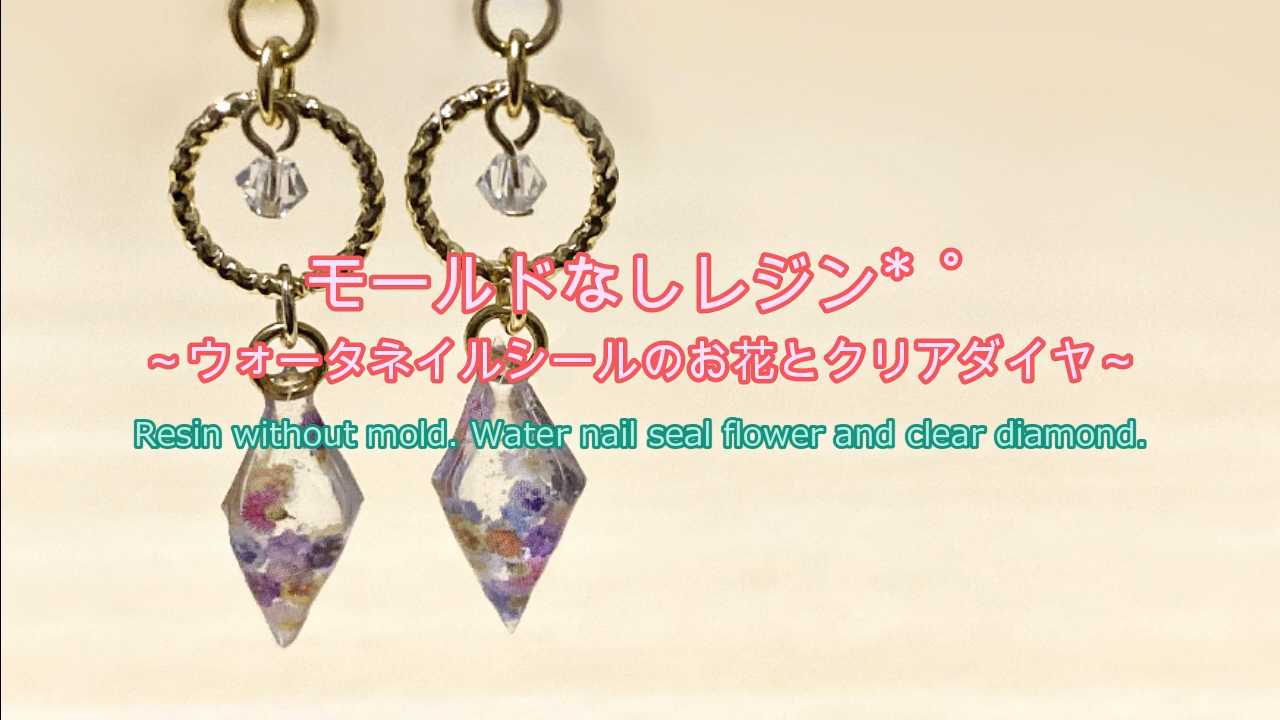 モールドなしレジン* ゜
~ウォータネイルシールのお花とクリアダイヤ~
Resin without mold. Water nail seal flower and clear diamond.